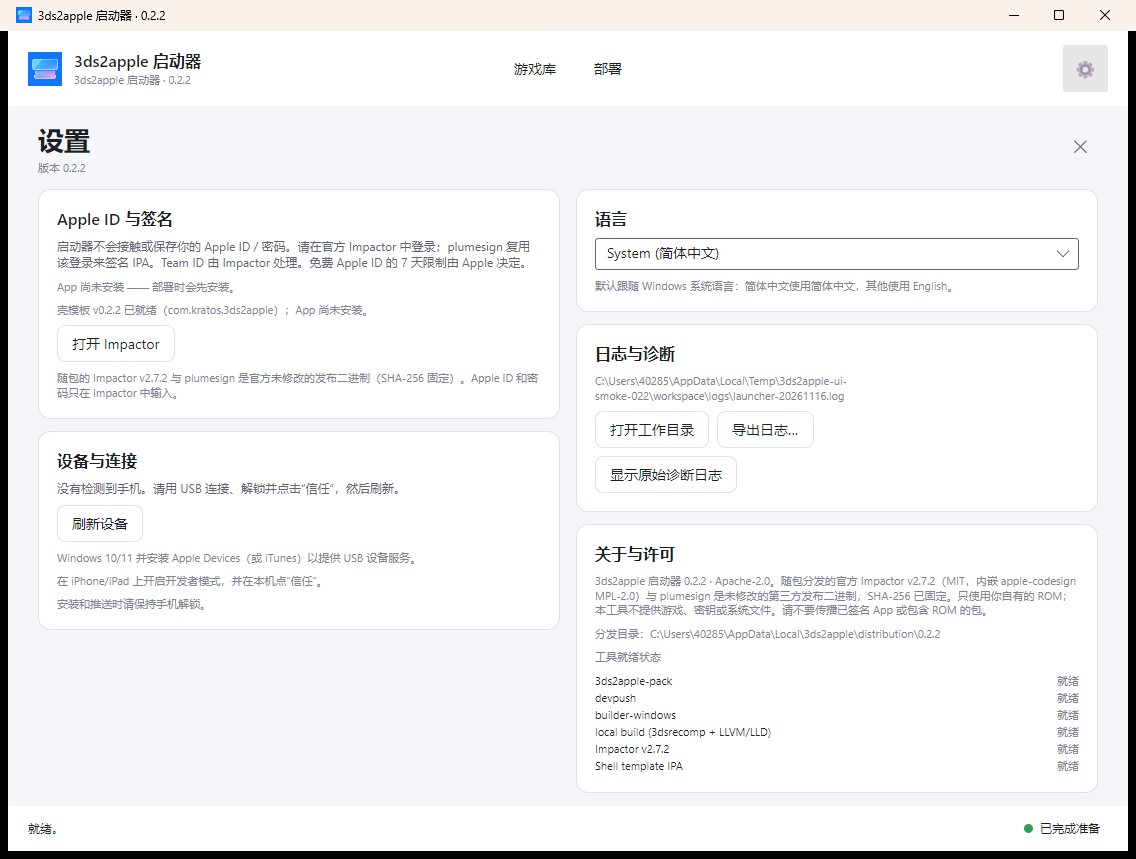 3ds2apple 启动器 · 0.2.2
3ds2apple 启动器
3ds2apple 启动器 · 0.2.2
游戏库
部署
设置
版本 0.2.2
Apple ID 与签名
启动器不会接触或保存你的 Apple ID / 密码。请在官方 Impactor 中登录；plumesign 复用
该登录来签名 IPA。Team ID 由 Impactor 处理。免费 Apple ID 的 7 天限制由 Apple 决定。
App 尚未安装 —— 部署时会先安装。
壳模板 v0.2.2 已就绪（com.kratos.3ds2apple）；App 尚未安装。
打开 Impactor
随包的 Impactor v2.7.2 与 plumesign 是官方未修改的发布二进制（SHA-256 固定）。Apple ID 和密
码只在 Impactor 中输入。
设备与连接
没有检测到手机。请用 USB 连接、解锁并点击“信任”，然后刷新。
刷新设备
Windows 10/11 并安装 Apple Devices（或 iTunes）以提供 USB 设备服务。
在 iPhone/iPad 上开启开发者模式，并在本机点“信任”。
安装和推送时请保持手机解锁。
语言
System (简体中文)
默认跟随 Windows 系统语言：简体中文使用简体中文，其他使用 English。
日志与诊断
C:\Users\40285\AppData\Local\Temp\3ds2apple-ui-
smoke-022\workspace\logs\launcher-20261116.log
打开工作目录
导出日志...
显示原始诊断日志
关于与许可
3ds2apple 启动器 0.2.2 · Apache-2.0。随包分发的官方 Impactor v2.7.2（MIT，内嵌 apple-codesign
MPL-2.0）与 plumesign 是未修改的第三方发布二进制，SHA-256 已固定。只使用你自有的 ROM；
本工具不提供游戏、密钥或系统文件。请不要传播已签名 App 或包含 ROM 的包。
分发目录：C:\Users\40285\AppData\Local\3ds2apple\distribution\0.2.2
工具就绪状态
3ds2apple-pack 就绪
devpush 就绪
builder-windows 就绪
local build (3dsrecomp + LLVM/LLD) 就绪
Impactor v2.7.2 就绪
Shell template IPA 就绪
就绪。
已完成准备